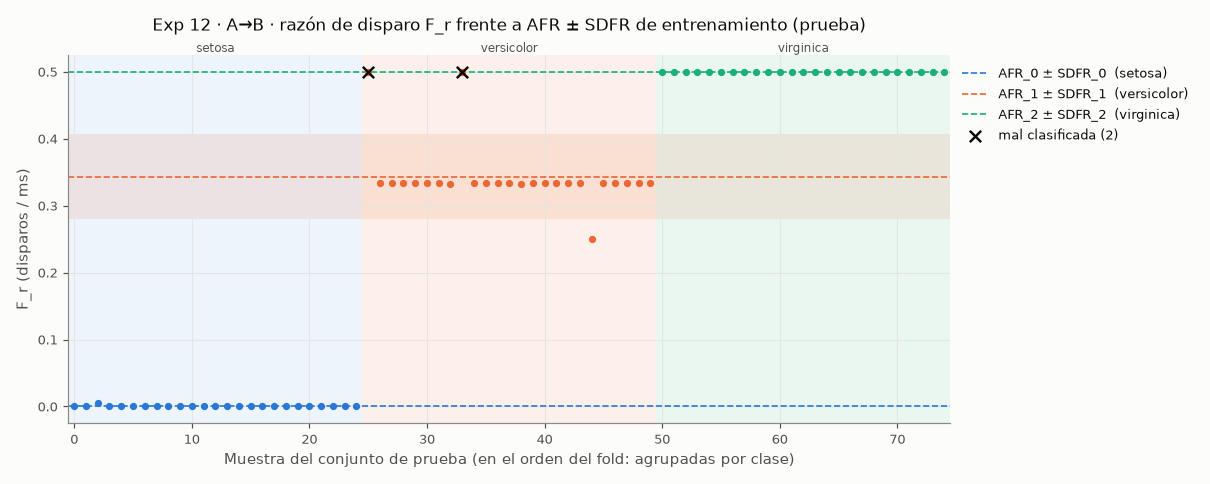 Exp 12 · A→B · razón de disparo F_r frente a AFR ± SDFR de entrenamiento (prueba)
setosa
versicolor
virginica
F_r (disparos / ms)
0.5
0.4
0.3
0.2
0.1
0.0
0
10
20
30
40
50
60
70
Muestra del conjunto de prueba (en el orden del fold: agrupadas por clase)
AFR_0 ± SDFR_0 (setosa)
AFR_1 ± SDFR_1 (versicolor)
AFR_2 ± SDFR_2 (virginica)
mal clasificada (2)